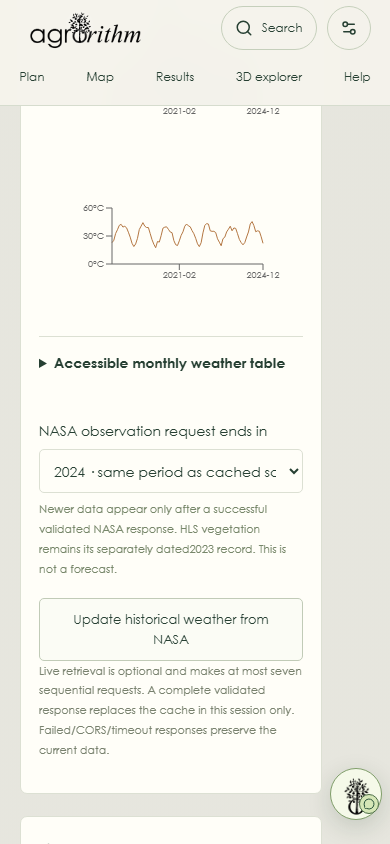 agrorithm
Search
Plan Map Results 3D explorer Help
2021-02 2024-12
60°C
30°C
0°C
2021-02 2024-12
Accessible monthly weather table
NASA observation request ends in
2024 · same period as cached sc
Newer data appear only after a successful
validated NASA response. HLS vegetation
remains its separately dated2023 record. This is
not a forecast.
Update historical weather from
NASA
Live retrieval is optional and makes at most seven
sequential requests. A complete validated
response replaces the cache in this session only.
Failed/CORS/timeout responses preserve the
current data.